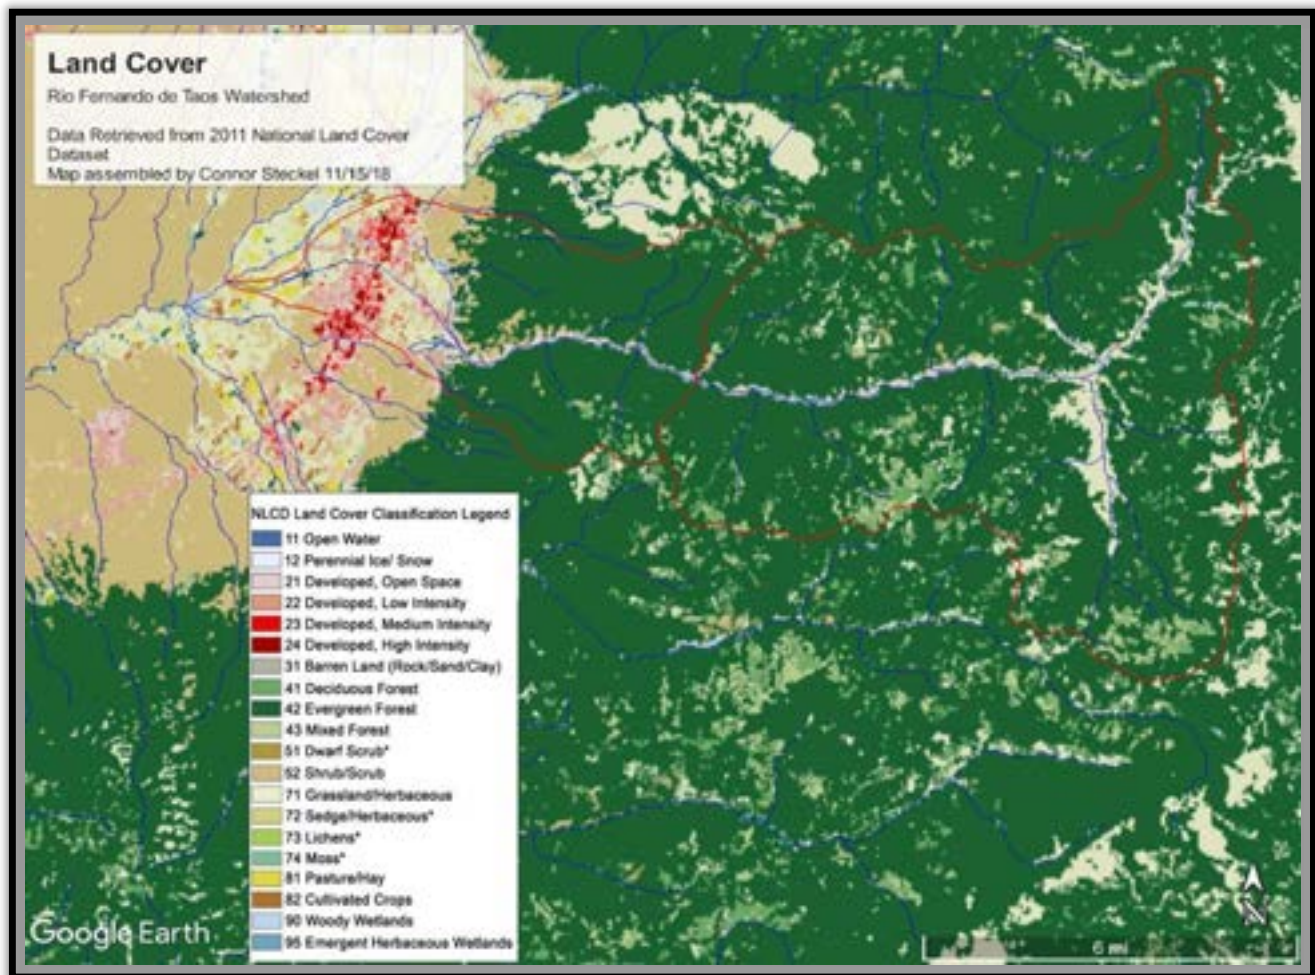 Land Cover
Rio Fernando de Taos Watershed
Data Retrieved from 2011 National Land Cover
Dataset
Map assembled by Connor Steckel 11/15/18
NLCD Land Cover Classification Legend
11 Open Water
12 Perennial Ice/ Snow
21 Developed, Open Space
22 Developed, Low Intensity
23 Developed, Medium Intensity
24 Developed, High Intensity
31 Barren Land (Rock/Sand/Clay)
41 Deciduous Forest
42 Evergreen Forest
43 Mixed Forest
51 Dwarf Scrub*
52 Shrub/Scrub
71 Grassland/Herbaceous
72 Sedge/Herbaceous*
73 Lichens*
74 Moss*
81 Pasture/Hay
82 Cultivated Crops
90 Woody Wetlands
95 Emergent Herbaceous Wetlands
Google Earth
N
6 mi